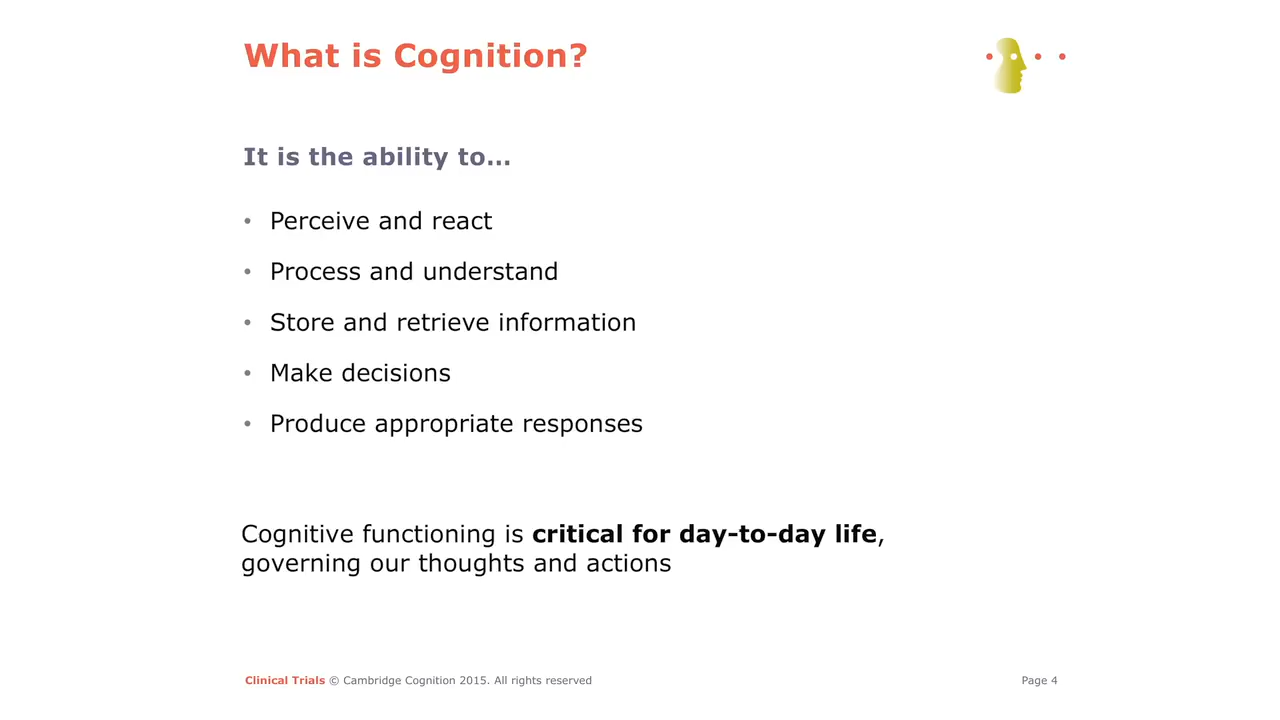 What is Cognition?
It is the ability to...
• Perceive and react
• Process and understand
• Store and retrieve information
• Make decisions
• Produce appropriate responses
Cognitive functioning is critical for day-to-day life,
governing our thoughts and actions
Clinical Trials © Cambridge Cognition 2015. All rights reserved
Page 4